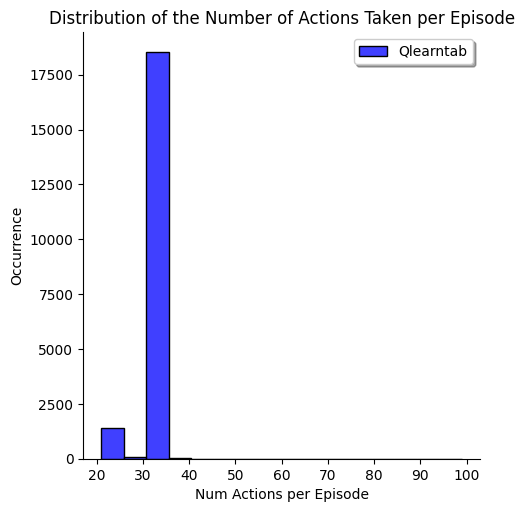 Distribution of the Number of Actions Taken per Episode
Qlearntab
17500
15000
12500
10000
7500
5000
2500
0
Occurrence
20 30 40 50 60 70 80 90 100
Num Actions per Episode